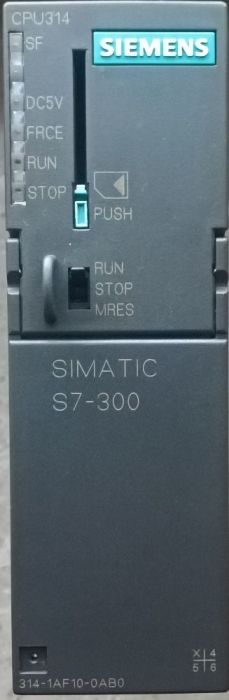 CPU314
SIEMENS
SF
DC5V
FRCE
RUN
STOP
PUSH
RUN
STOP
MRES
SIMATIC
S7-300
X 4
5 6
314-1AF10-0AB0